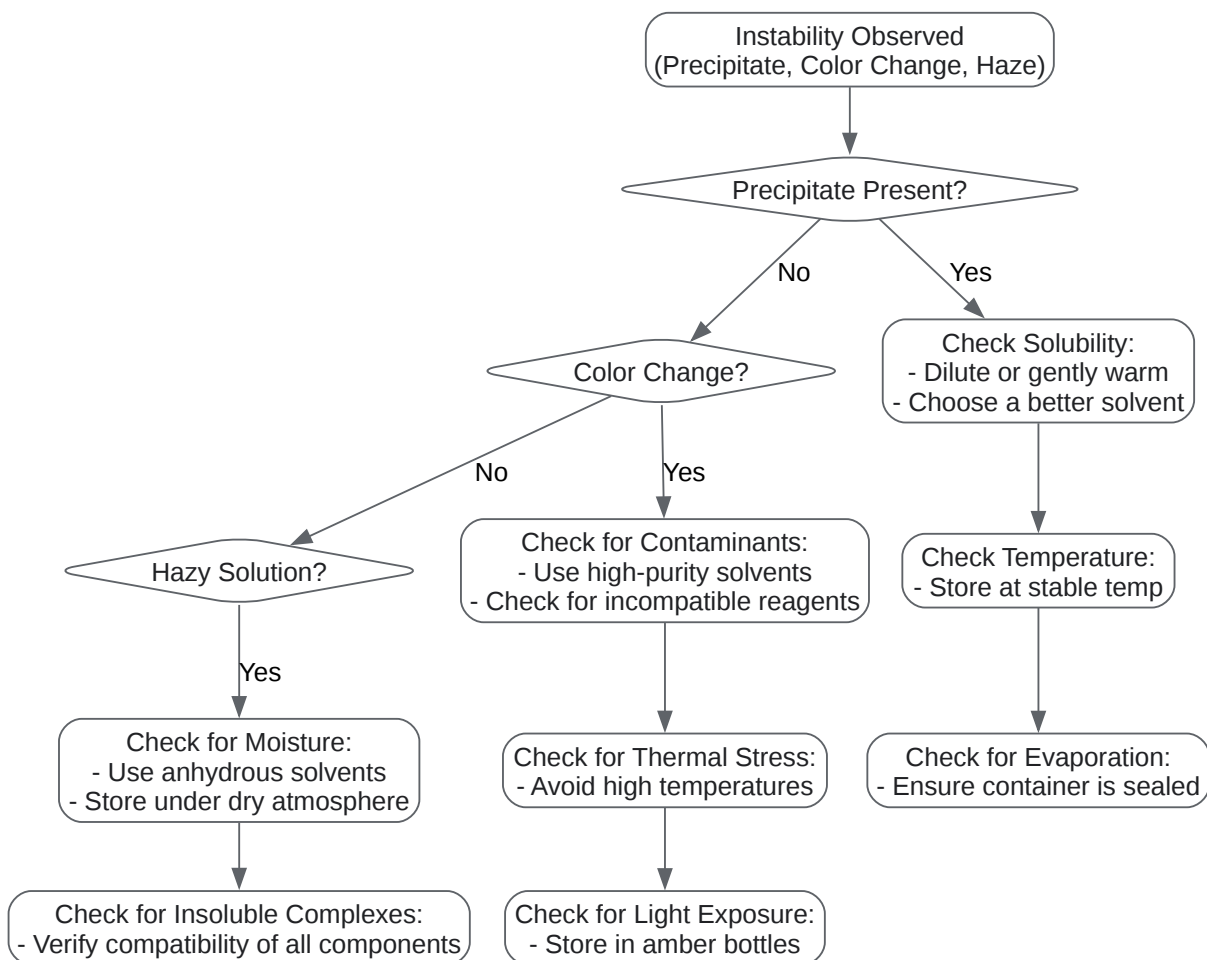 Instability Observed
(Precipitate, Color Change, Haze)
Precipitate Present?
No
Yes
Check Solubility:
- Dilute or gently warm
- Choose a better solvent
Color Change?
No
Yes
Hazy Solution?
Check for Contaminants:
- Use high-purity solvents
- Check for incompatible reagents
Check Temperature:
- Store at stable temp
Yes
Check for Moisture:
- Use anhydrous solvents
- Store under dry atmosphere
Check for Thermal Stress:
- Avoid high temperatures
Check for Evaporation:
- Ensure container is sealed
Check for Insoluble Complexes:
- Verify compatibility of all components
Check for Light Exposure:
- Store in amber bottles